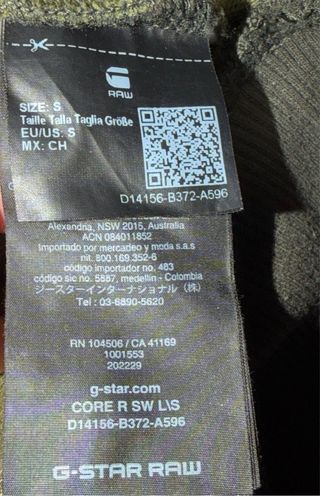 RAW
SIZE: S
Taille Talla Taglia Größe
EU/US: S
MX: CH
D14156-B372-A596
Alexandria, NSW 2015, Australia
ACN 084011852
Importado por mercadeo y moda s.a.s
nit. 800.169.352-6
código importador no. 483
código sic no. 5887, medellin - Colombia
ジースターインターナショナル（株）
Tel : 03-6890-5620
RN 104506 / CA 41169
1001553
202229
g-star.com
CORE R SW L\S
D14156-B372-A596
G-STAR RAW